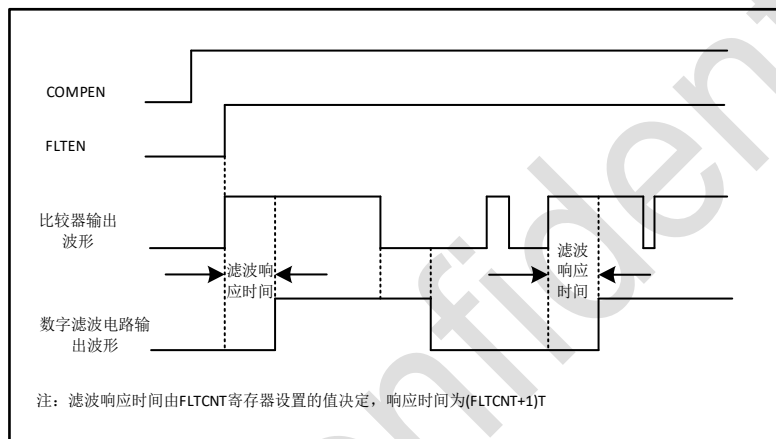 COMPEN
FLTEN
比较器输出
波形
滤波响
应时间
滤波
响应
时间
数字滤波电路输
出波形
注：滤波响应时间由FLTCNT寄存器设置的值决定，响应时间为(FLTCNT+1)T